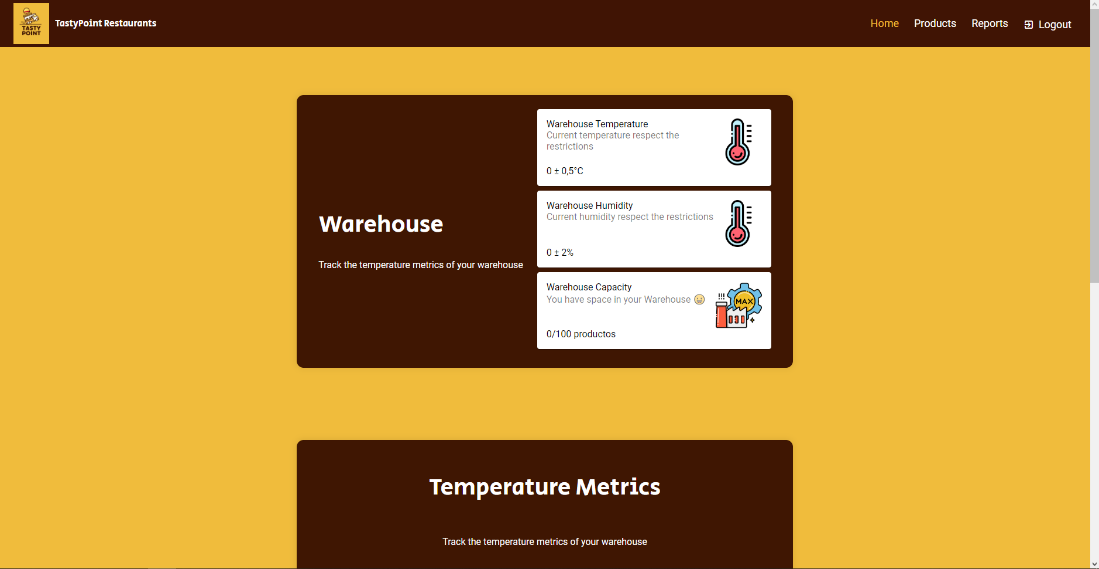 TASTY
POINT
TastyPoint Restaurants
Home
Products
Reports
Logout
Warehouse
Track the temperature metrics of your warehouse
Warehouse Temperature
Current temperature respect the
restrictions
0 ± 0,5°C
Warehouse Humidity
Current humidity respect the restrictions
0 ± 2%
Warehouse Capacity
You have space in your Warehouse 😀
MAX
0/100 productos
Temperature Metrics
Track the temperature metrics of your warehouse